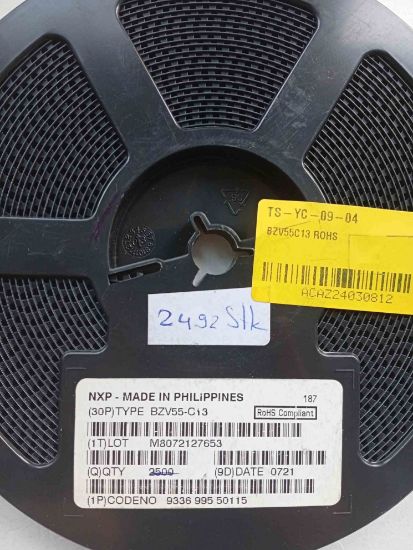 TS-YC-09-04
BZV55C13 ROHS
ACAZ24030812
2492 Stk
NXP - MADE IN PHILIPPINES 187
(30P)TYPE BZV55-C13 RoHS Compliant
(1T)LOT M8072127653
(Q)QTY 2500 (9D)DATE 0721
(1P)CODENO 9336 995 50115